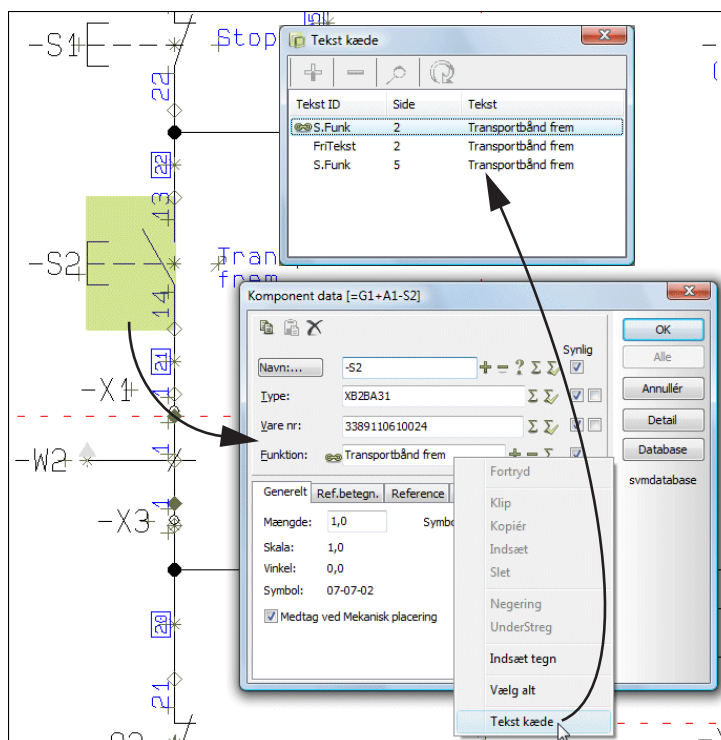 -S1
Stop
22
22
13
-S2
Tran
frem
14
21
-X1
1
-W2
1
1
-X3
20
21
Tekst kæde
Tekst ID Side Tekst
S.Funk 2 Transportbånd frem
FriTekst 2 Transportbånd frem
S.Funk 5 Transportbånd frem
Komponent data [=G1+A1-S2]
Synlig
Navn:... -S2
Type: XB2BA31
Vare nr: 3389110610024
Funktion: Transportbånd frem
OK
Alle
Annullér
Detail
Database
svmdatabase
Generelt Ref.betegn. Reference
Mængde: 1,0 Symbo
Skala: 1,0
Vinkel: 0,0
Symbol: 07-07-02
Medtag ved Mekanisk placering
Fortryd
Klip
Kopiér
Indsæt
Slet
Negering
UnderStreg
Indsæt tegn
Vælg alt
Tekst kæde